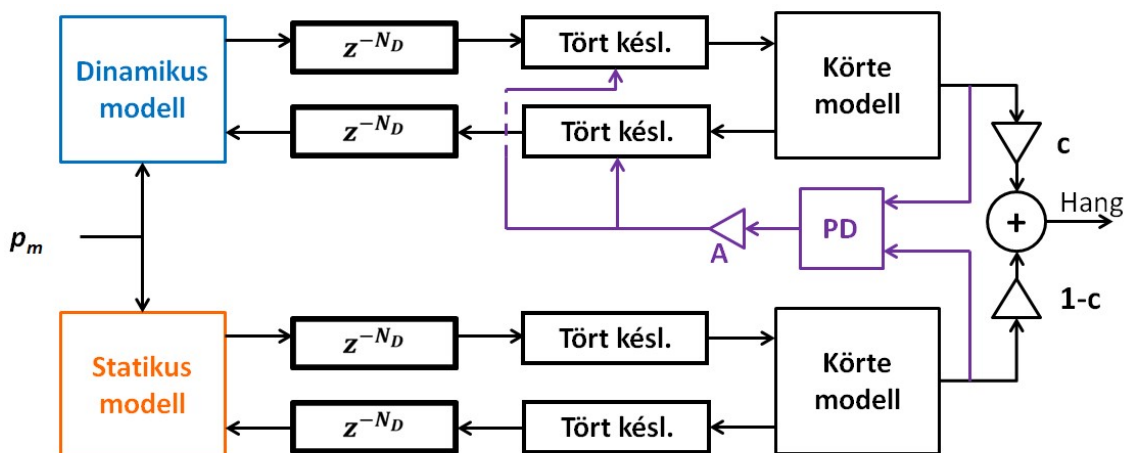 Dinamikus
modell
z^{-N_D}
Tört késl.
Körte
modell
z^{-N_D}
Tört késl.
c
p_m
A
PD
+
Hang
1-c
Statikus
modell
z^{-N_D}
Tört késl.
Körte
modell
z^{-N_D}
Tört késl.